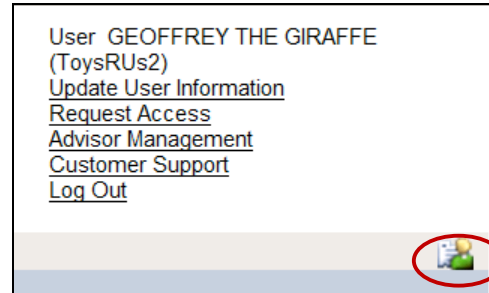 User  GEOFFREY THE GIRAFFE
(ToysRUs2)
Update User Information
Request Access
Advisor Management
Customer Support
Log Out